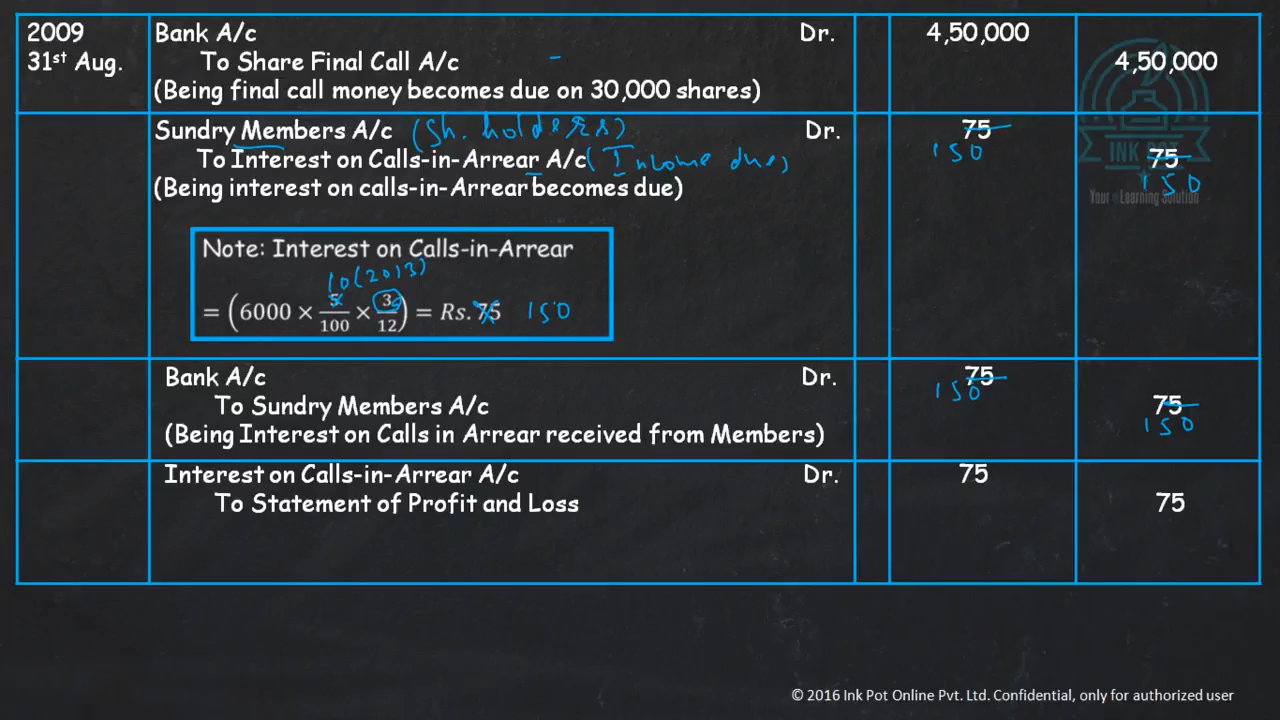 2009 Bank A/c Dr. 4,50,000
31st Aug. To Share Final Call A/c 4,50,000
(Being final call money becomes due on 30,000 shares)
Sundry Members A/c (Sh. holders) Dr. 75
150
To Interest on Calls-in-Arrear A/c (Income due) 75
150
(Being interest on calls-in-Arrear becomes due)
INK POT
Your eLearning Solution
Note: Interest on Calls-in-Arrear
10 (2013)
= (6000 × 5/100 × 3/12) = Rs. 75 150
Bank A/c Dr. 75
150
To Sundry Members A/c 75
150
(Being Interest on Calls in Arrear received from Members)
Interest on Calls-in-Arrear A/c Dr. 75
To Statement of Profit and Loss 75
© 2016 Ink Pot Online Pvt. Ltd. Confidential, only for authorized user